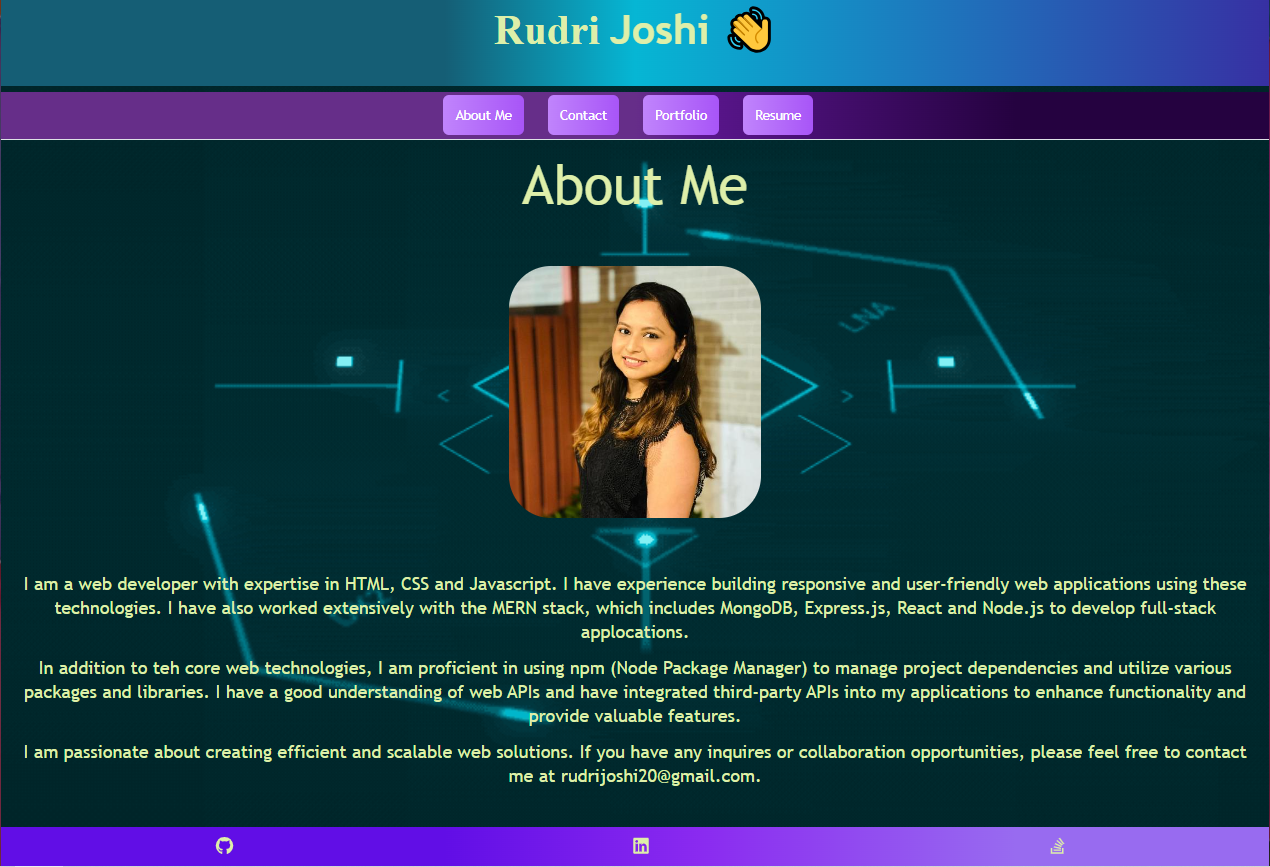 Rudri Joshi 👋
About Me
Contact
Portfolio
Resume
About Me
LNA
<
>
I am a web developer with expertise in HTML, CSS and Javascript. I have experience building responsive and user-friendly web applications using these
technologies. I have also worked extensively with the MERN stack, which includes MongoDB, Express.js, React and Node.js to develop full-stack
applocations.
In addition to teh core web technologies, I am proficient in using npm (Node Package Manager) to manage project dependencies and utilize various
packages and libraries. I have a good understanding of web APIs and have integrated third-party APIs into my applications to enhance functionality and
provide valuable features.
I am passionate about creating efficient and scalable web solutions. If you have any inquires or collaboration opportunities, please feel free to contact
me at rudrijoshi20@gmail.com.
in